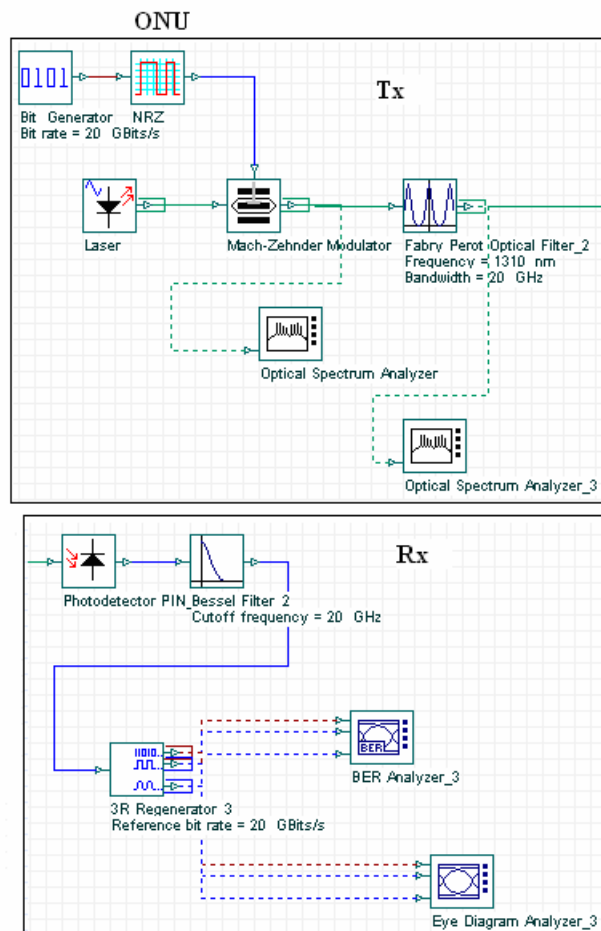 ONU
Tx
0101
Bit Generator
Bit rate = 20 GBits/s
NRZ
Laser
Mach-Zehnder Modulator
Fabry Perot Optical Filter_2
Frequency = 1310 nm
Bandwidth = 20 GHz
Optical Spectrum Analyzer
Optical Spectrum Analyzer_3
Rx
Photodetector PIN_Bessel Filter 2
Cutoff frequency = 20 GHz
11010...
3R Regenerator 3
Reference bit rate = 20 GBits/s
BER
BER Analyzer_3
Eye Diagram Analyzer_3